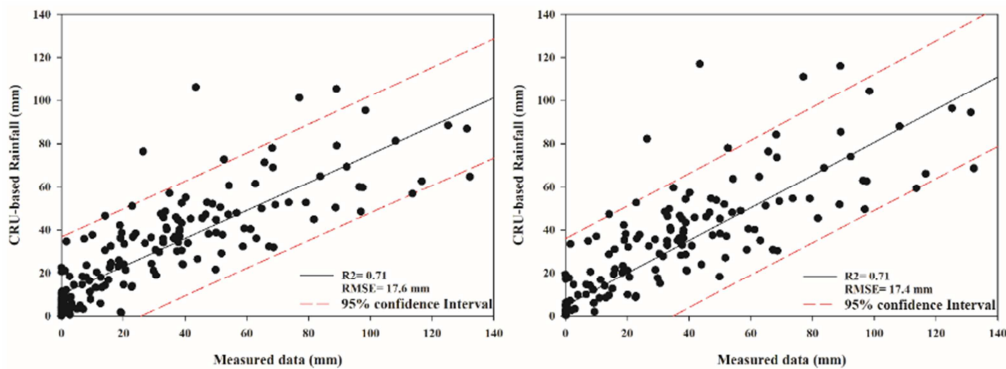 140
120
100
80
60
40
20
0
CRU-based Rainfall (mm)
R2= 0.71
RMSE= 17.6 mm
95% confidence Interval
0 20 40 60 80 100 120 140
Measured data (mm)
140
120
100
80
60
40
20
0
CRU-based Rainfall (mm)
R2= 0.71
RMSE= 17.4 mm
95% confidence Interval
0 20 40 60 80 100 120 140
Measured data (mm)